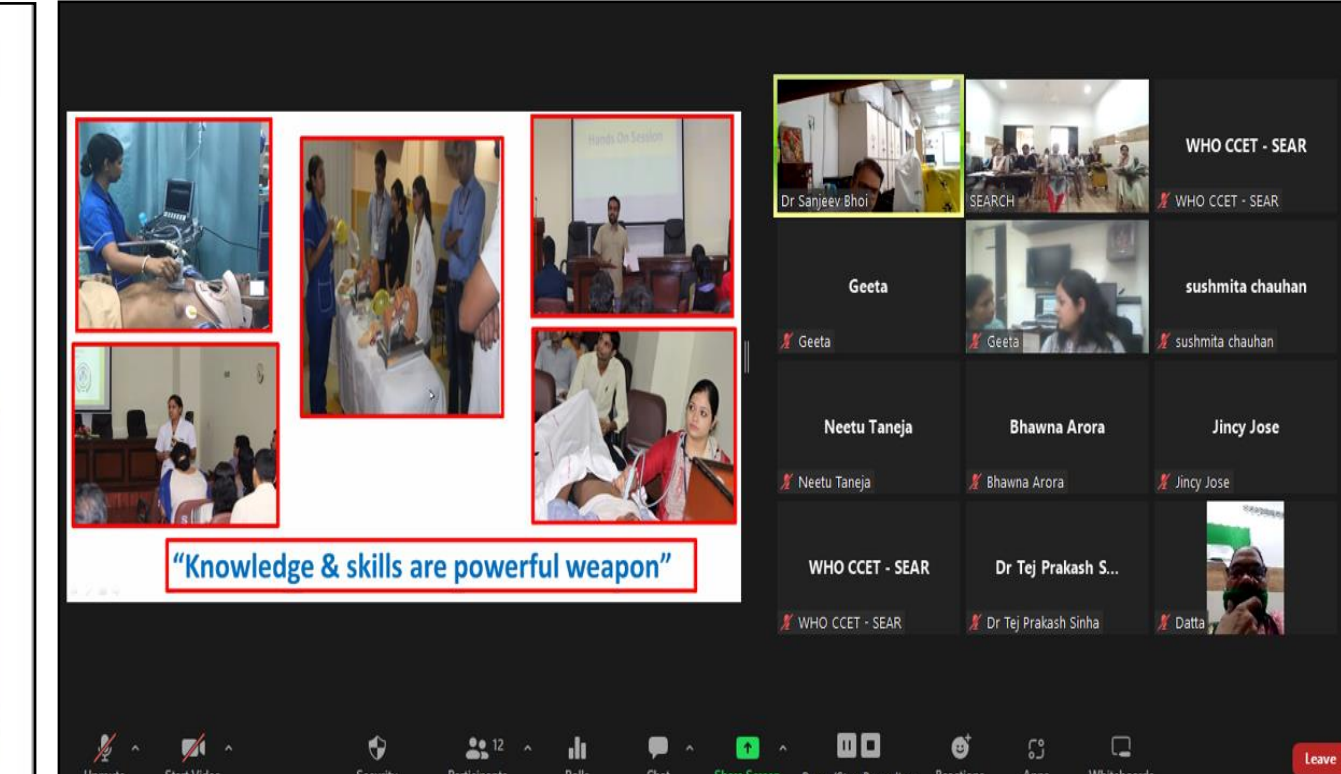 Hands On Session
"Knowledge & skills are powerful weapon"
Dr Sanjeev Bhoi
SEARCH
WHO CCET - SEAR
WHO CCET - SEAR
Geeta
Geeta
Geeta
sushmita chauhan
sushmita chauhan
Neetu Taneja
Neetu Taneja
Bhawna Arora
Bhawna Arora
Jincy Jose
Jincy Jose
WHO CCET - SEAR
WHO CCET - SEAR
Dr Tej Prakash S...
Dr Tej Prakash Sinha
Datta
12
Leave